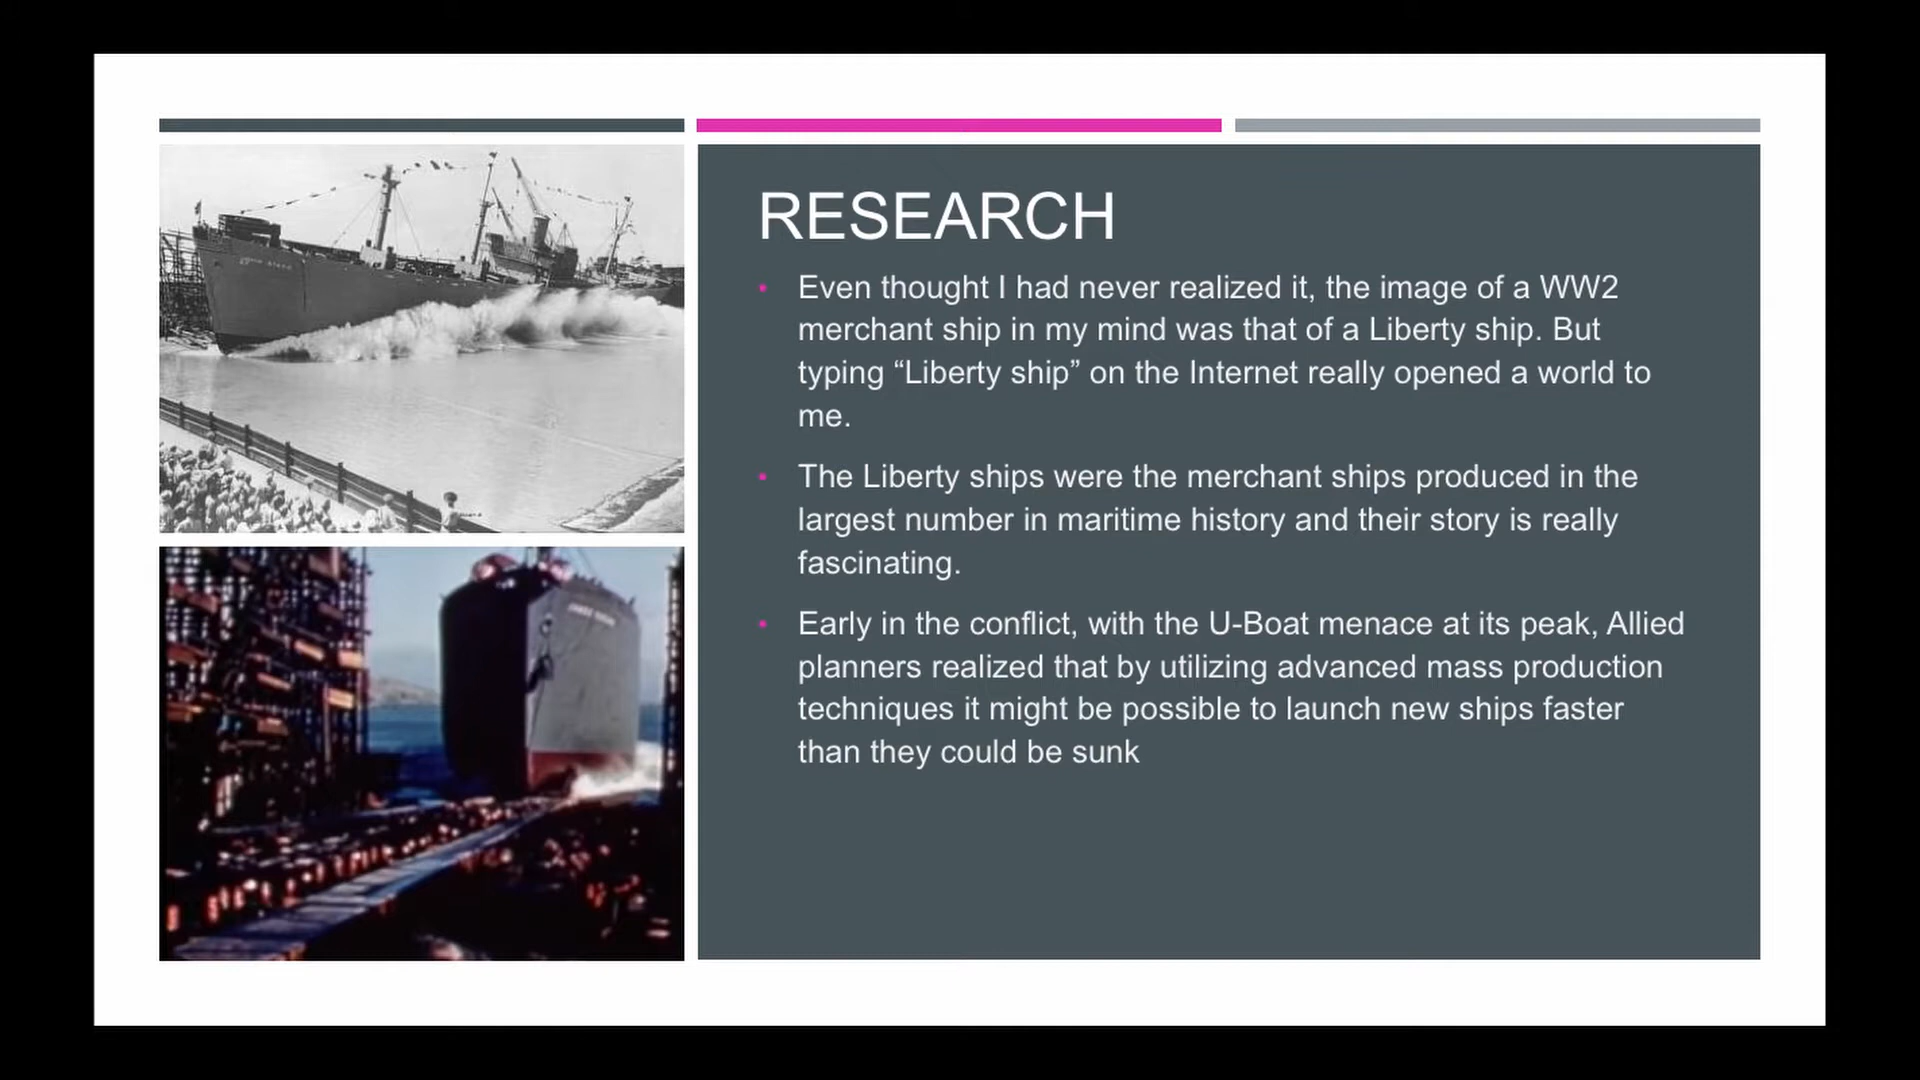 RESEARCH
Even thought I had never realized it, the image of a WW2
merchant ship in my mind was that of a Liberty ship. But
typing “Liberty ship” on the Internet really opened a world to
me.
The Liberty ships were the merchant ships produced in the
largest number in maritime history and their story is really
fascinating.
Early in the conflict, with the U-Boat menace at its peak, Allied
planners realized that by utilizing advanced mass production
techniques it might be possible to launch new ships faster
than they could be sunk